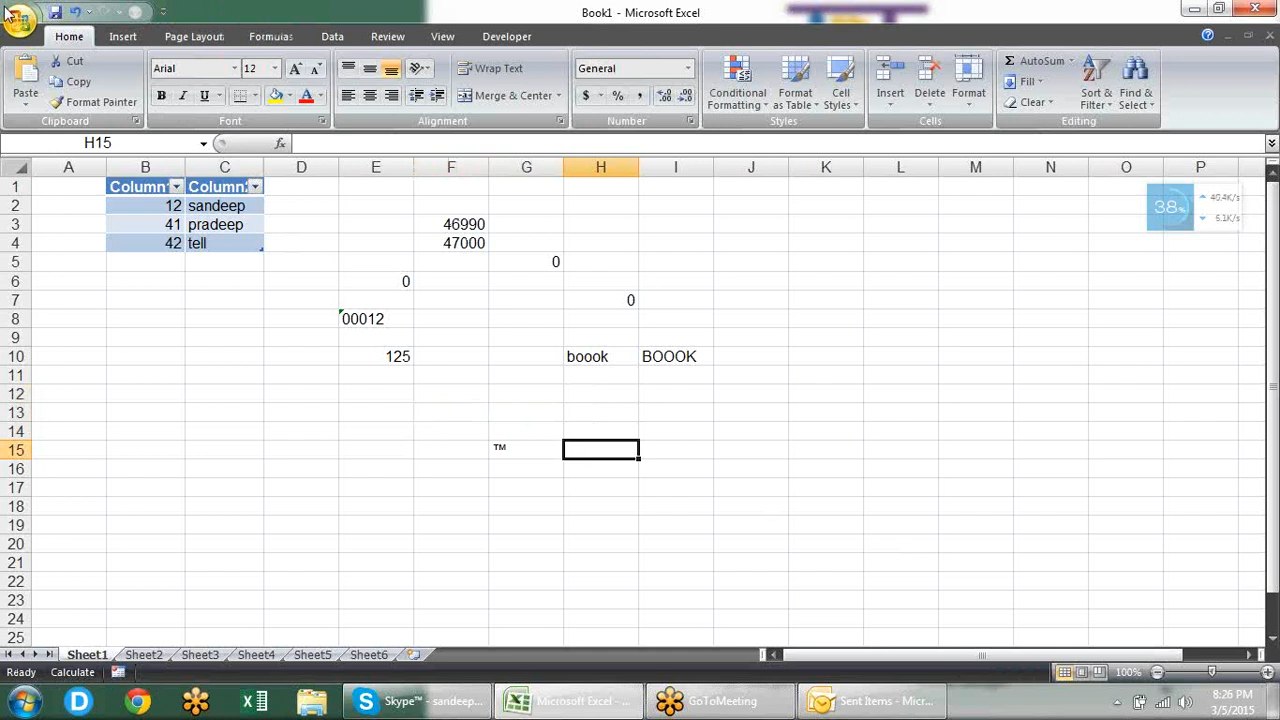 Book1 - Microsoft Excel
Home Insert Page Layout Formulas Data Review View Developer
Paste
Cut
Copy
Format Painter
Clipboard
Arial 12
B I U
Font
Wrap Text
Merge & Center
Alignment
General
$ % ,
Number
Conditional Formatting
Format as Table
Cell Styles
Styles
Insert Delete Format
Cells
AutoSum
Fill
Clear
Sort & Filter
Find & Select
Editing
H15 fx
A B C D E F G H I J K L M N O P
1 Column Column
2 12 sandeep
3 41 pradeep 46990
4 42 tell 47000
5 0
6 0
7 0
8 00012
9
10 125 boook BOOOK
11
12
13
14
15 ™
16
17
18
19
20
21
22
23
24
25
38%
6.1K/s
Sheet1 Sheet2 Sheet3 Sheet4 Sheet5 Sheet6
Ready Calculate 100%
Skype™ - sandeep... Microsoft Excel - ... GoToMeeting Sent Items - Micr... 8:26 PM
3/5/2015